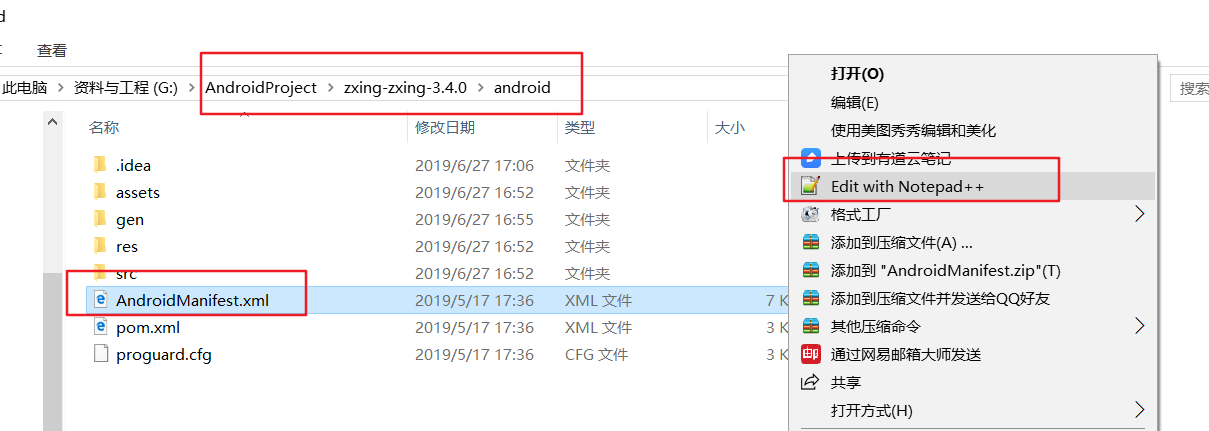 查看
此电脑 > 资料与工程 (G:) > AndroidProject > zxing-zxing-3.4.0 > android
搜索
名称 修改日期 类型 大小
.idea 2019/6/27 17:06 文件夹
assets 2019/6/26 16:52 文件夹
gen 2019/6/26 16:55 文件夹
res 2019/6/26 16:52 文件夹
src 2019/6/26 16:52 文件夹
AndroidManifest.xml 2019/5/17 17:36 XML 文件 7 K
pom.xml 2019/5/17 17:36 XML 文件 3 K
proguard.cfg 2019/5/17 17:36 CFG 文件 3 K
打开(O)
编辑(E)
使用美图秀秀编辑和美化
上传到有道云笔记
Edit with Notepad++
格式工厂
添加到压缩文件(A) ...
添加到 "AndroidManifest.zip"(T)
添加到压缩文件并发送给QQ好友
其他压缩命令
通过网易邮箱大师发送
共享
打开方式(H)